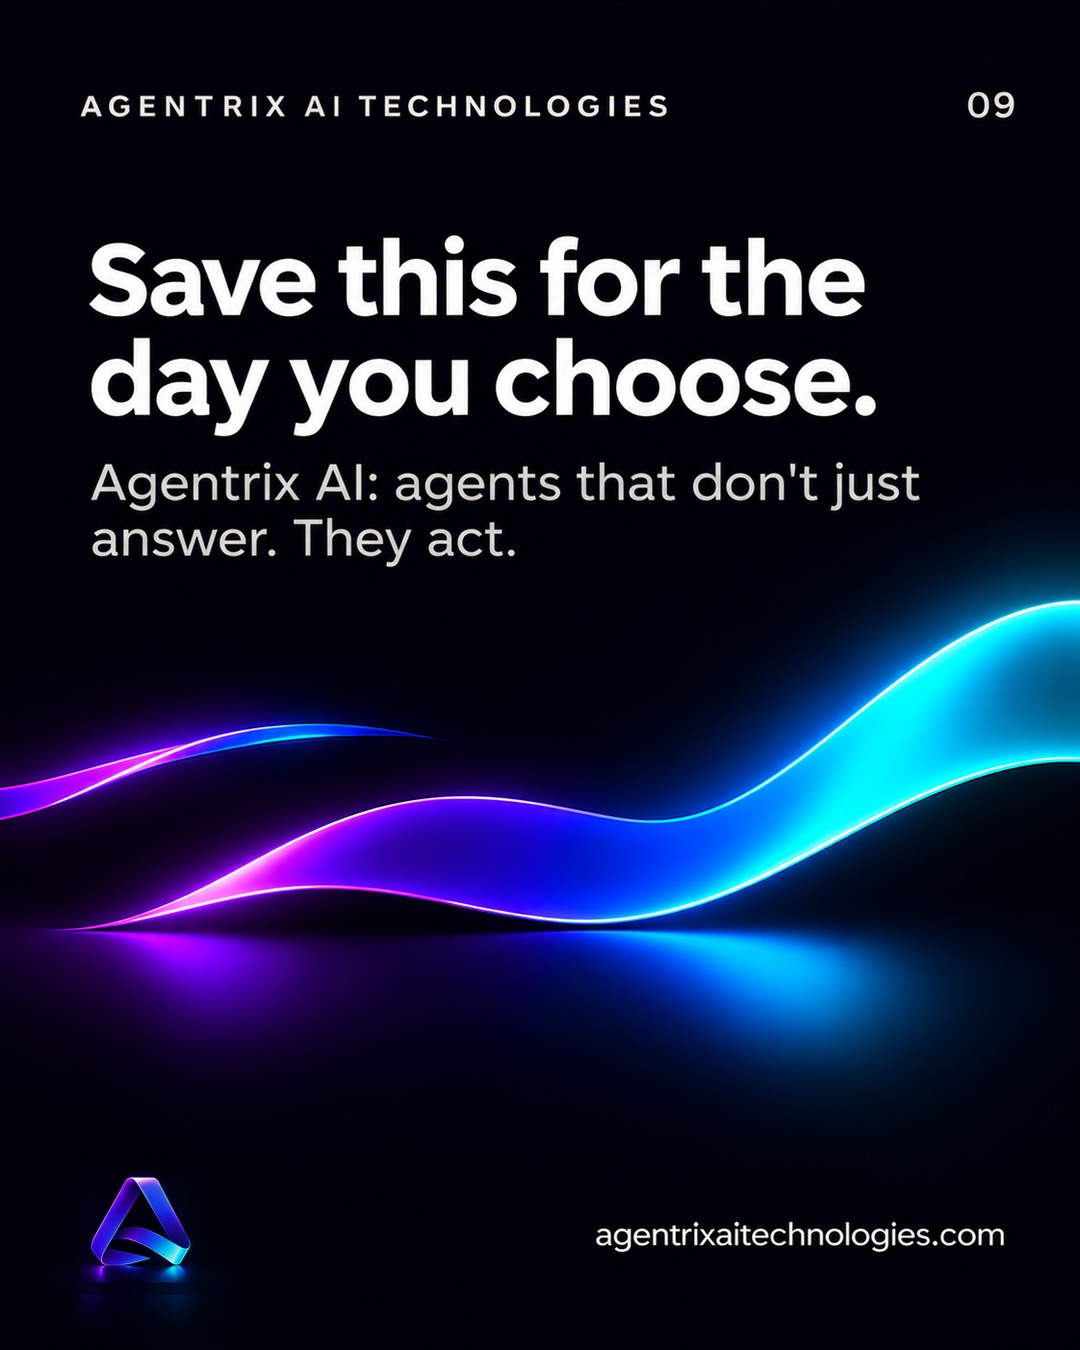 AGENTRIX AI TECHNOLOGIES
09
Save this for the
day you choose.
Agentrix AI: agents that don't just
answer. They act.
agentrixaitechnologies.com